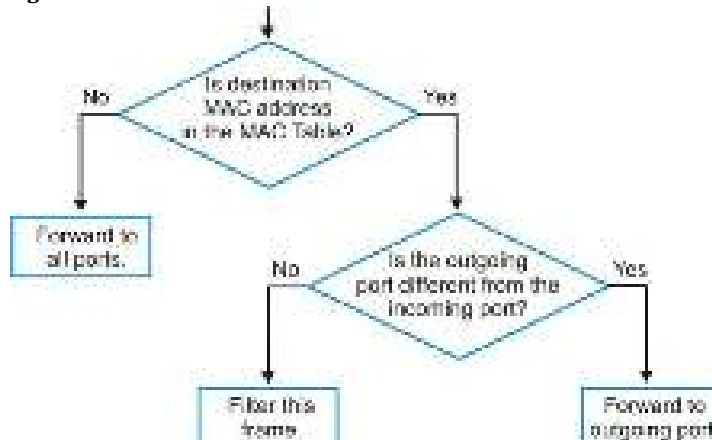 g
Is destination
MAC address
in the MAC Table?
No
Yes
Forward to
all ports.
Is the outgoing
port different from the
incoming port?
No
Yes
Filter this
frame
Forward to
outgoing port